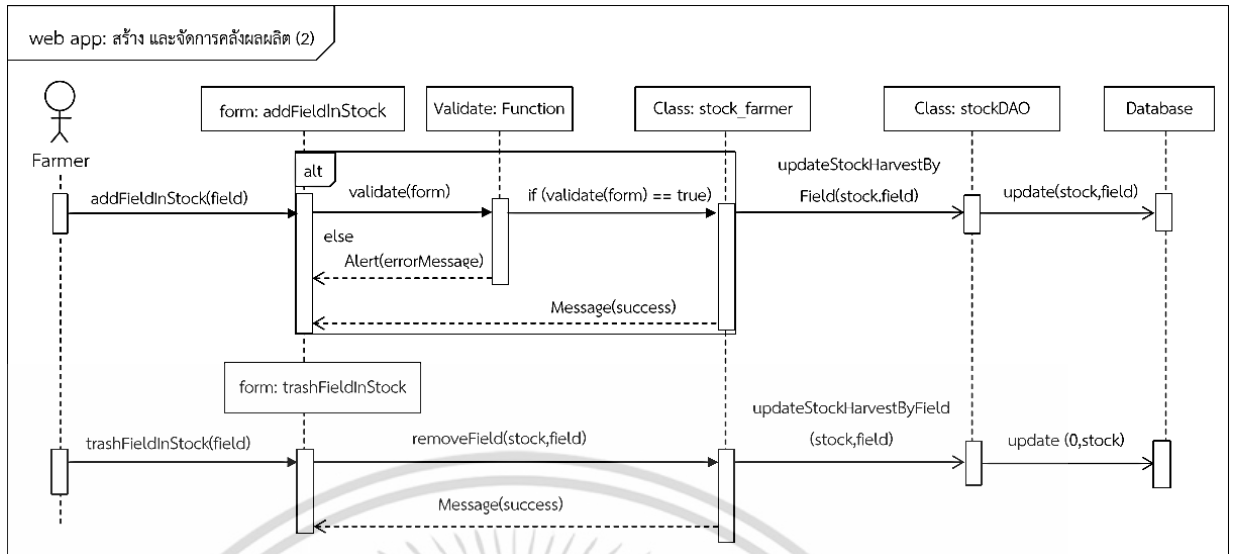 web app: สร้าง และจัดการคลังผลผลิต (2)
Farmer
form: addFieldInStock
Validate: Function
Class: stock_farmer
Class: stockDAO
Database
alt
addFieldInStock(field)
validate(form)
if (validate(form) == true)
updateStockHarvestBy
Field(stock.field)
update(stock,field)
else
Alert(errorMessage)
Message(success)
form: trashFieldInStock
trashFieldInStock(field)
removeField(stock,field)
updateStockHarvestByField
(stock,field)
update (0,stock)
Message(success)